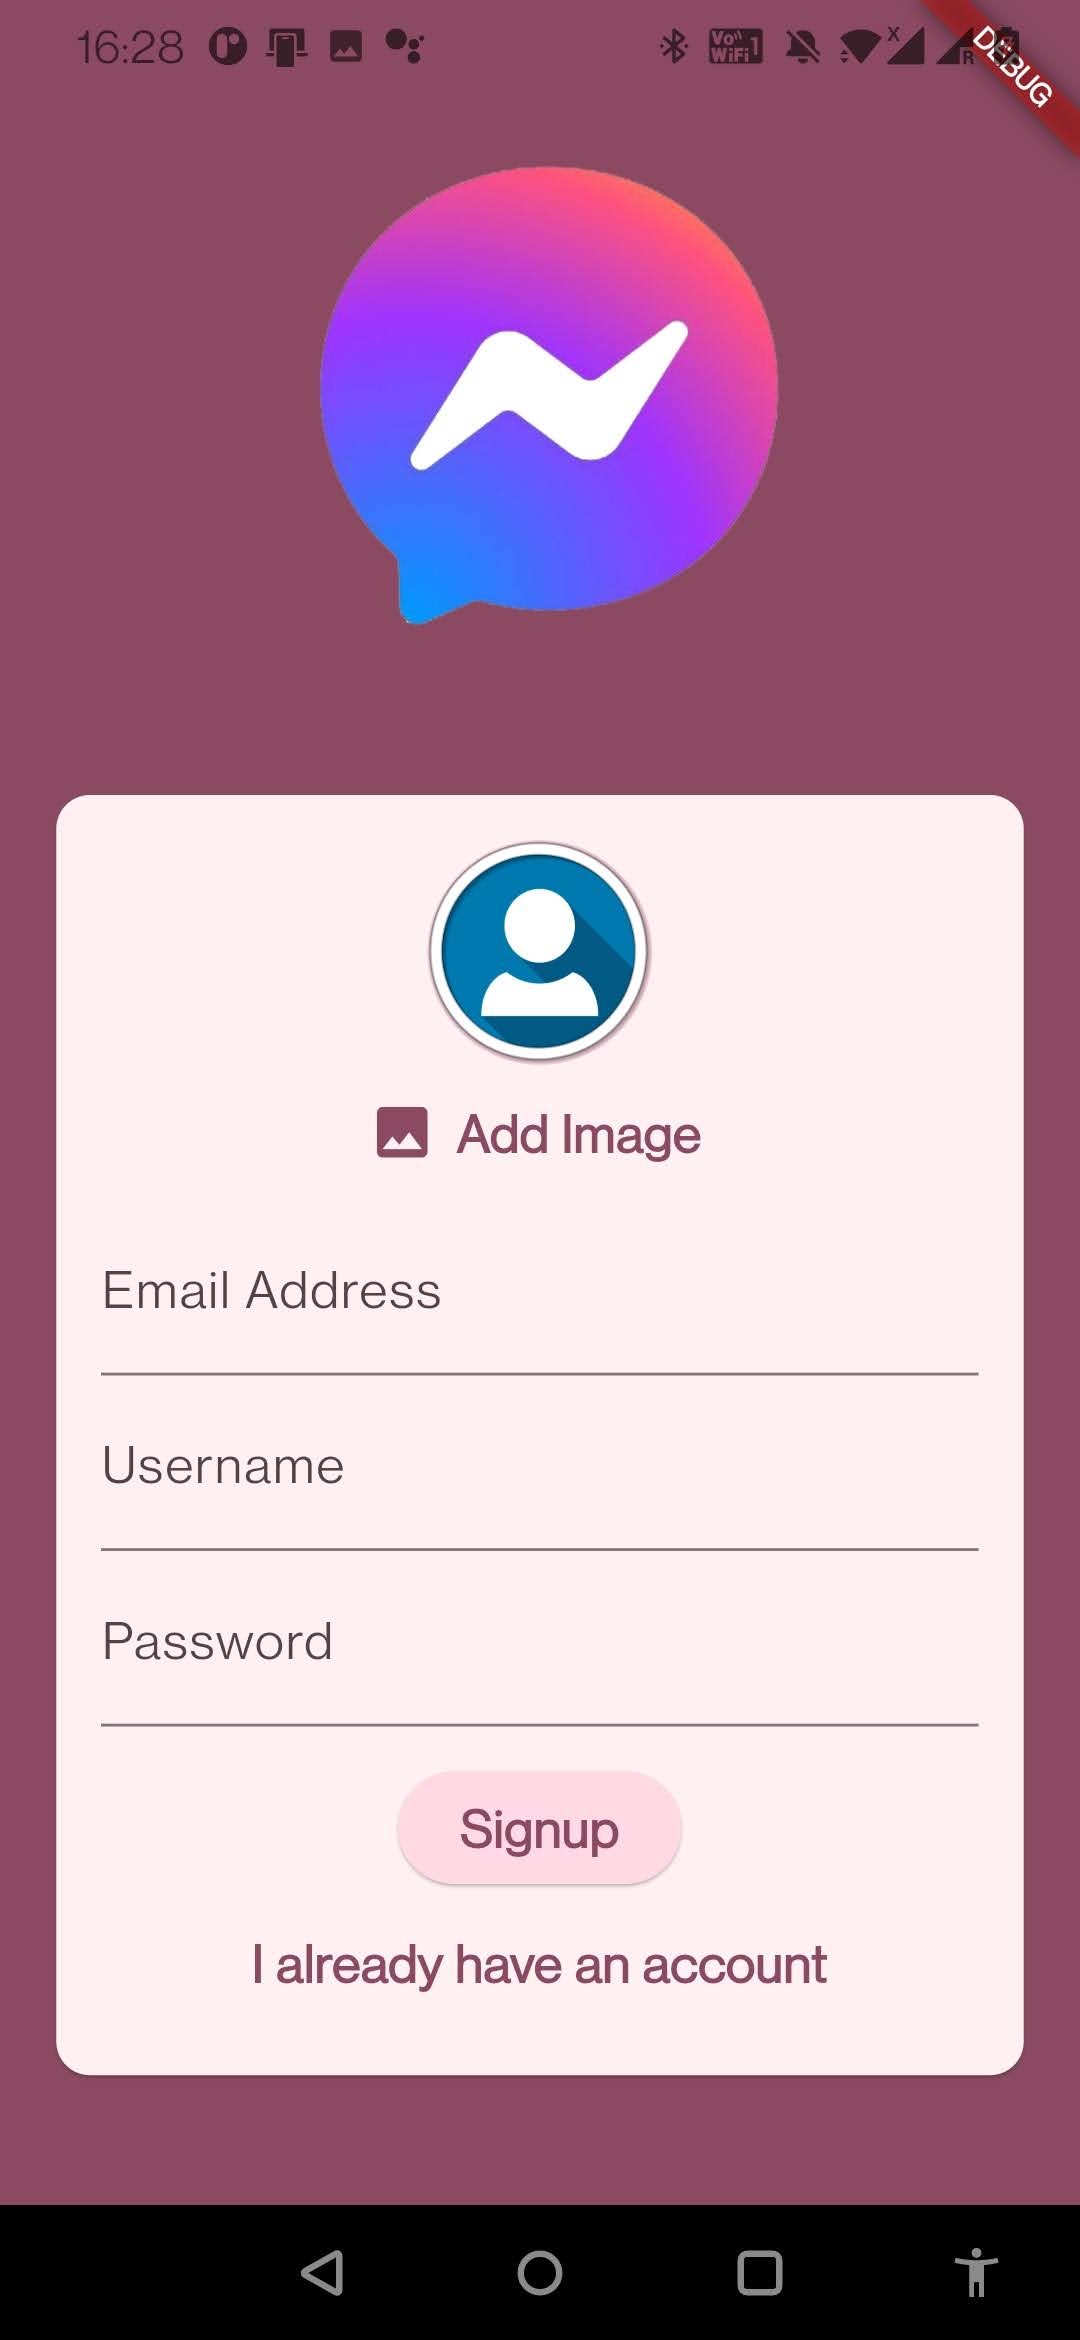 16:28
Vo WiFi 1
X
R
DEBUG
Add Image
Email Address
Username
Password
Signup
I already have an account